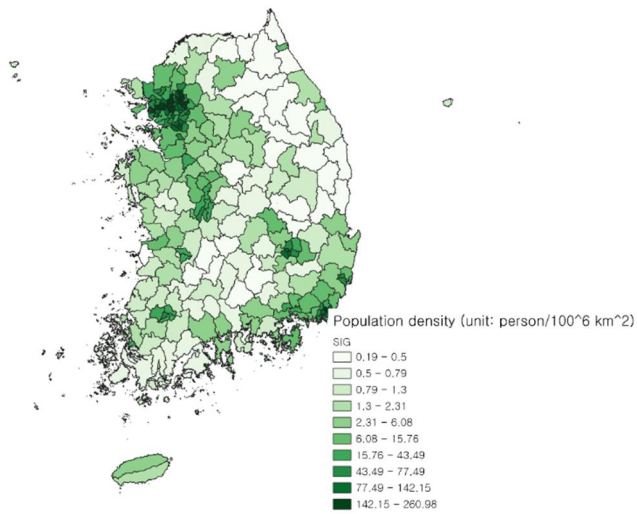 Population density (unit: person/100^6 km^2)
SIG
0.19 - 0.5
0.5 - 0.79
0.79 - 1.3
1.3 - 2.31
2.31 - 6.08
6.08 - 15.76
15.76 - 43.49
43.49 - 77.49
77.49 - 142.15
142.15 - 260.98